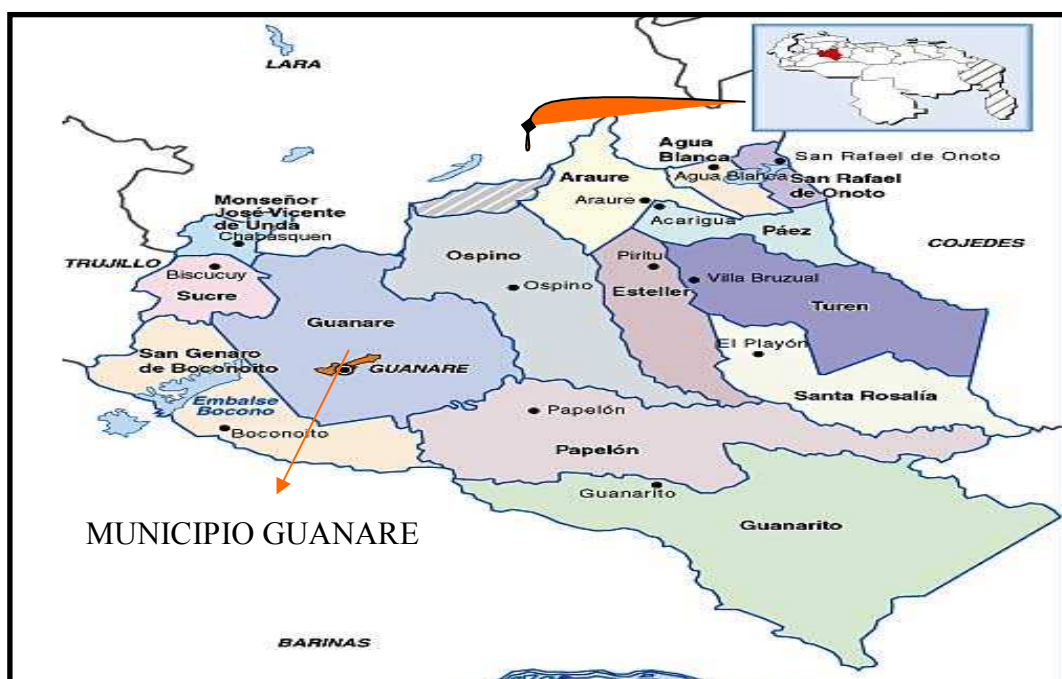 LARA
Agua
Blanca
San Rafael de Onoto
Agua Blanca
San Rafael
de Onoto
Araure
Araure
Acarigua
Páez
Monseñor
José Vicente
de Unda
Chabasquen
COJEDES
TRUJILLO
Biscucuy
Sucre
Ospino
Ospino
Piritu
Esteller
Villa Bruzual
Turen
Guanare
GUANARE
El Playón
San Genaro
de Boconoito
Santa Rosalía
Embalse
Bocono
Boconoito
Papelón
Papelón
Guanarito
Guanarito
MUNICIPIO GUANARE
BARINAS